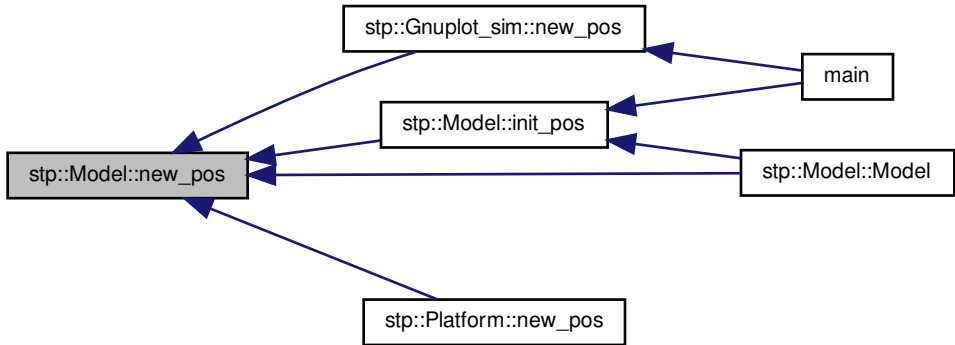 stp::Gnuplot_sim::new_pos
main
stp::Model::init_pos
stp::Model::new_pos
stp::Model::Model
stp::Platform::new_pos